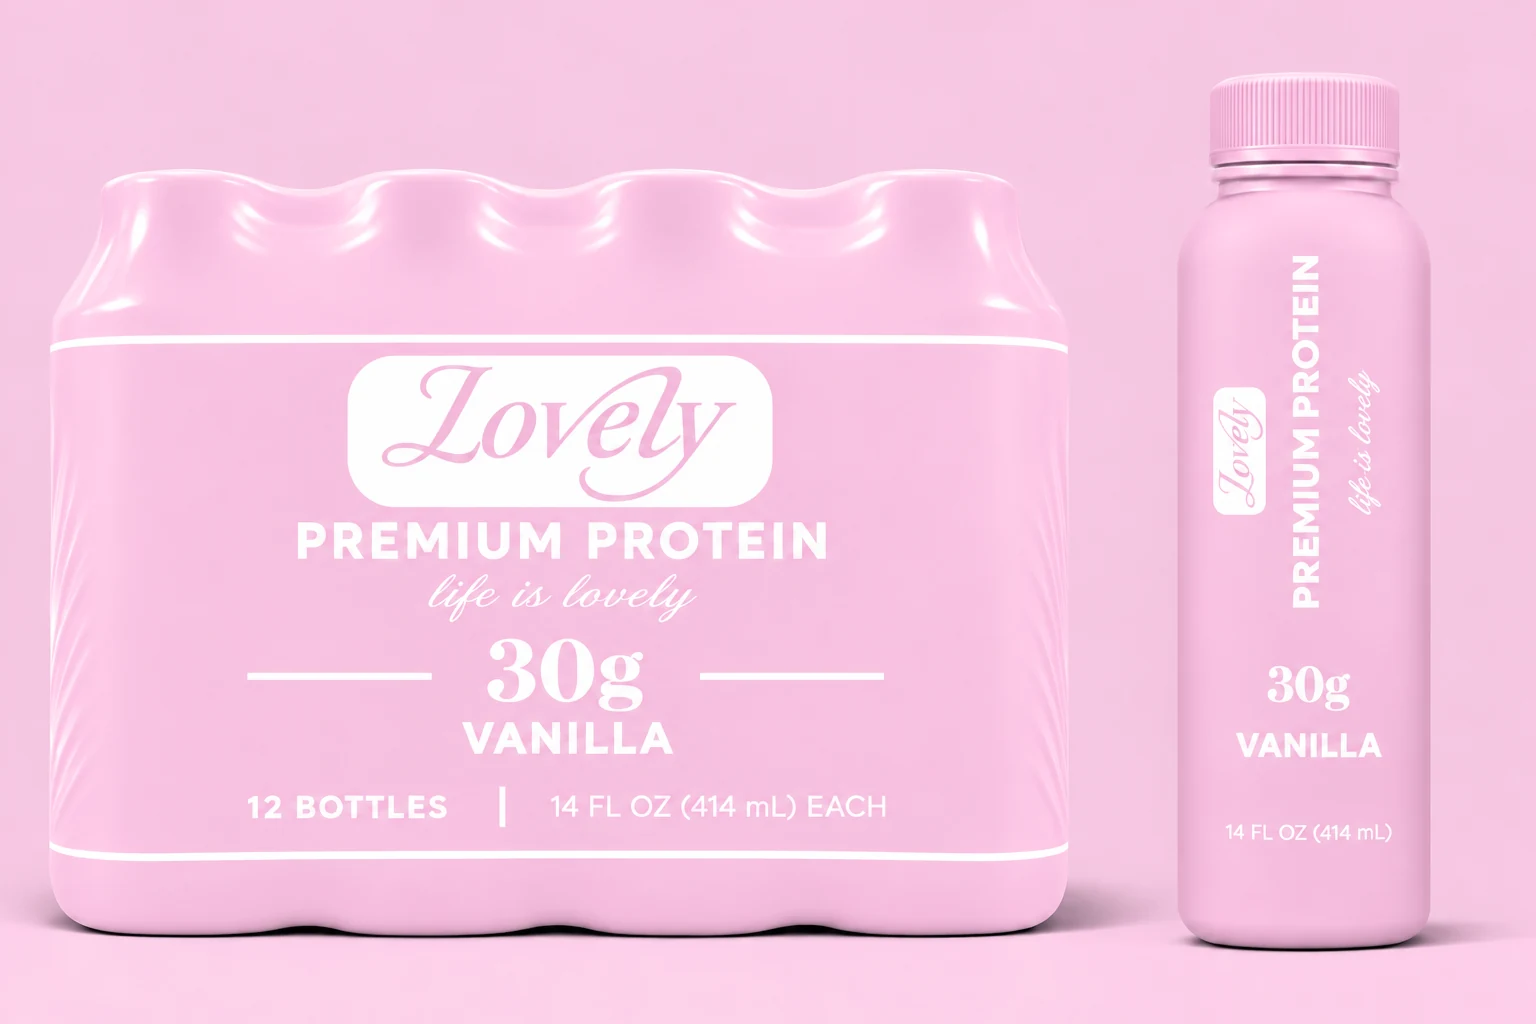 Lovely
PREMIUM PROTEIN
life is lovely
30g
VANILLA
12 BOTTLES | 14 FL OZ (414 mL) EACH
Lovely
PREMIUM PROTEIN
life is lovely
30g
VANILLA
14 FL OZ (414 mL)